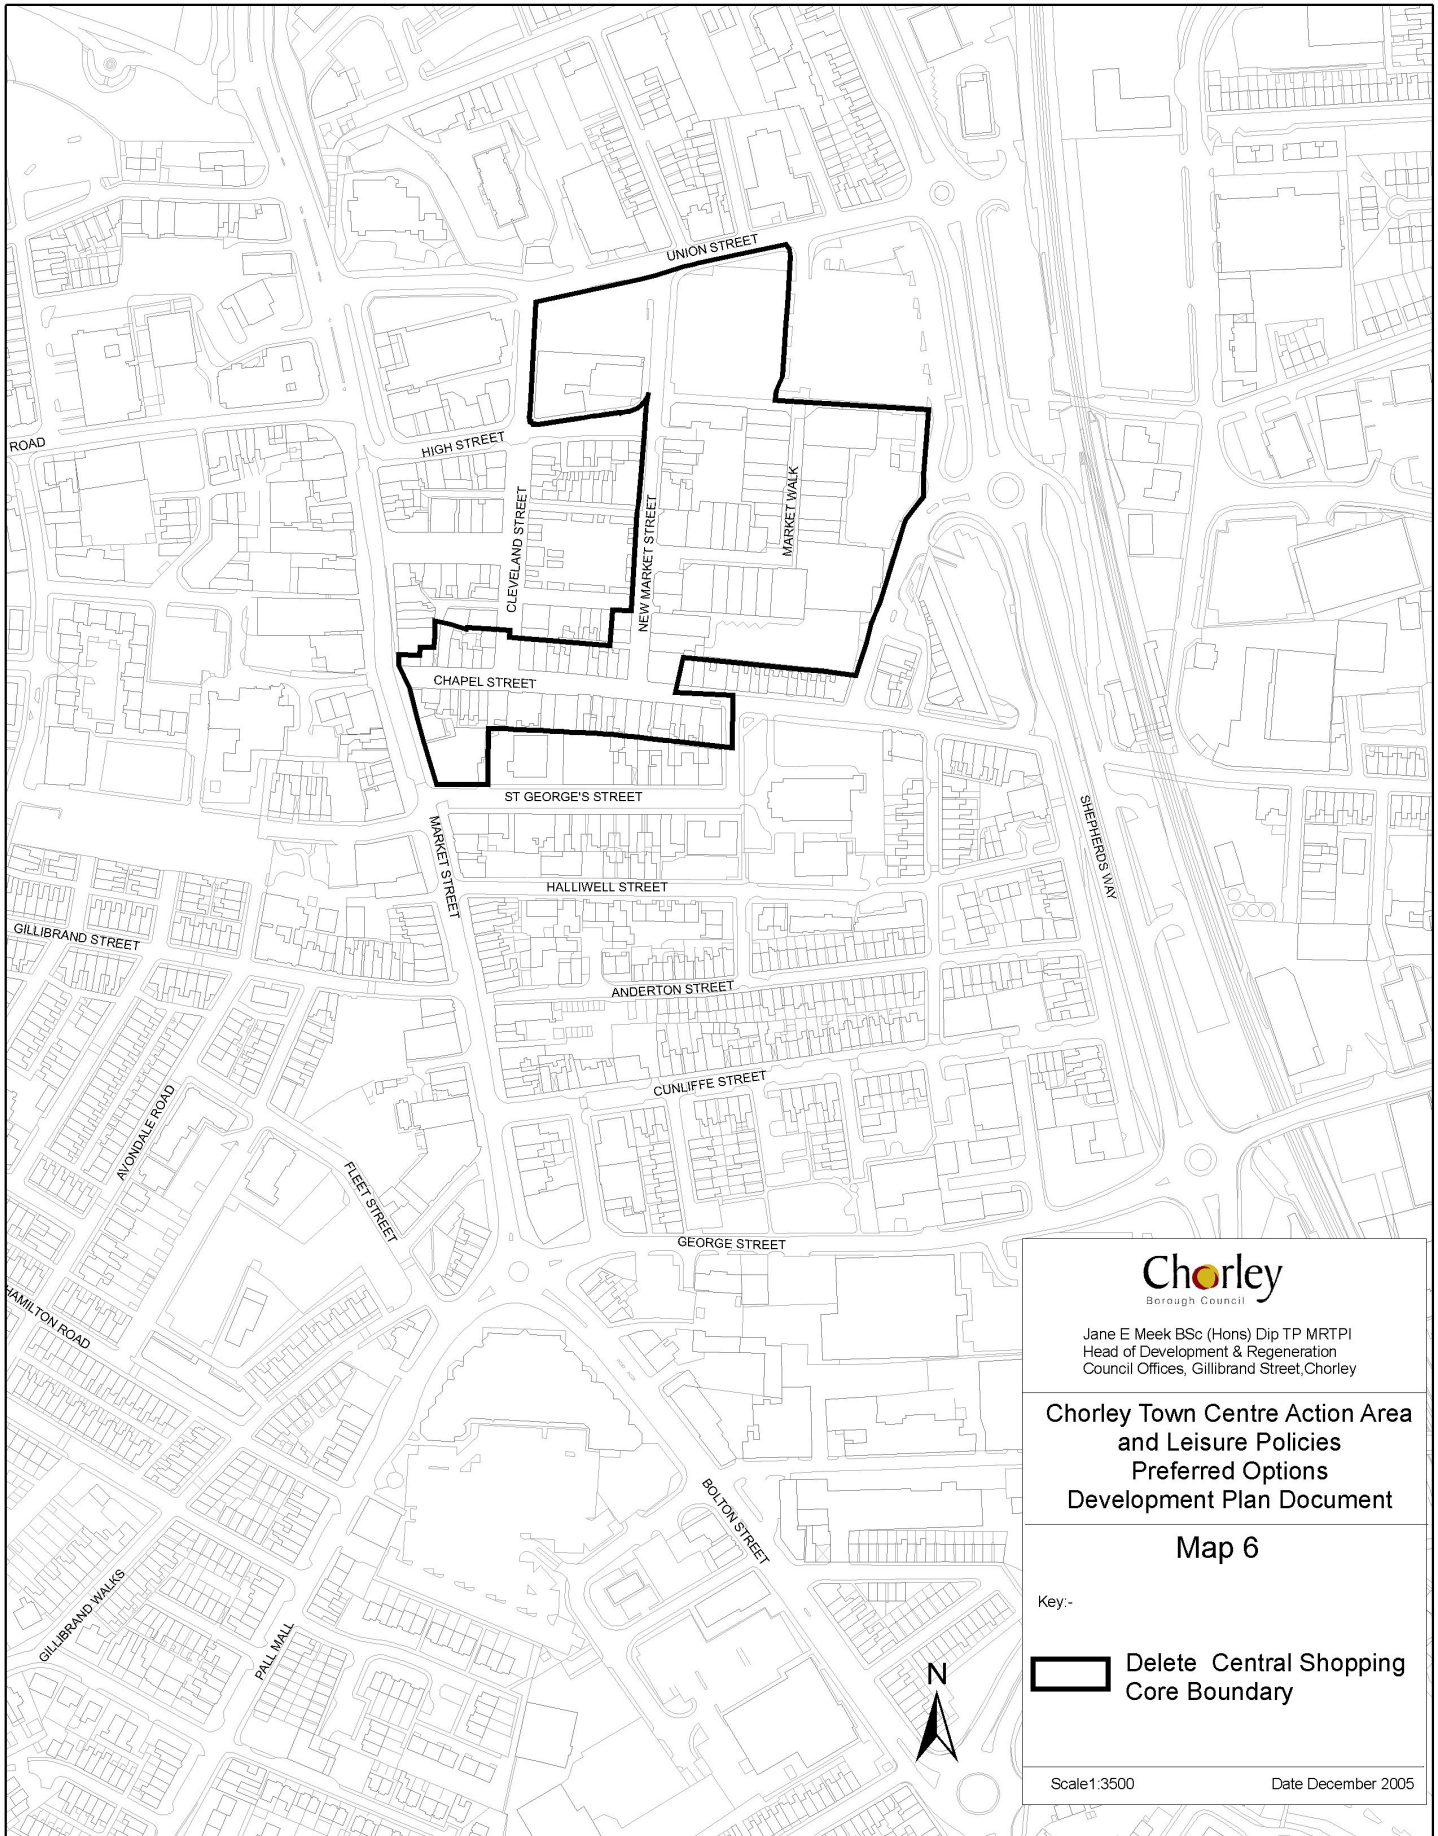 UNION STREET
ROAD
HIGH STREET
CLEVELAND STREET
NEW MARKET STREET
MARKET WALK
CHAPEL STREET
ST GEORGE'S STREET
MARKET STREET
SHEPHERDS WAY
HALLIWELL STREET
GILLIBRAND STREET
ANDERTON STREET
CUNLIFFE STREET
AVONDALE ROAD
FLEET STREET
GEORGE STREET
HAMILTON ROAD
BOLTON STREET
GILLIBRAND WALKS
PALL MALL
N
Chorley
Borough Council
Jane E Meek BSc (Hons) Dip TP MRTPI
Head of Development & Regeneration
Council Offices, Gillibrand Street,Chorley
Chorley Town Centre Action Area
and Leisure Policies
Preferred Options
Development Plan Document
Map 6
Key:-
Delete Central Shopping
Core Boundary
Scale1:3500
Date December 2005